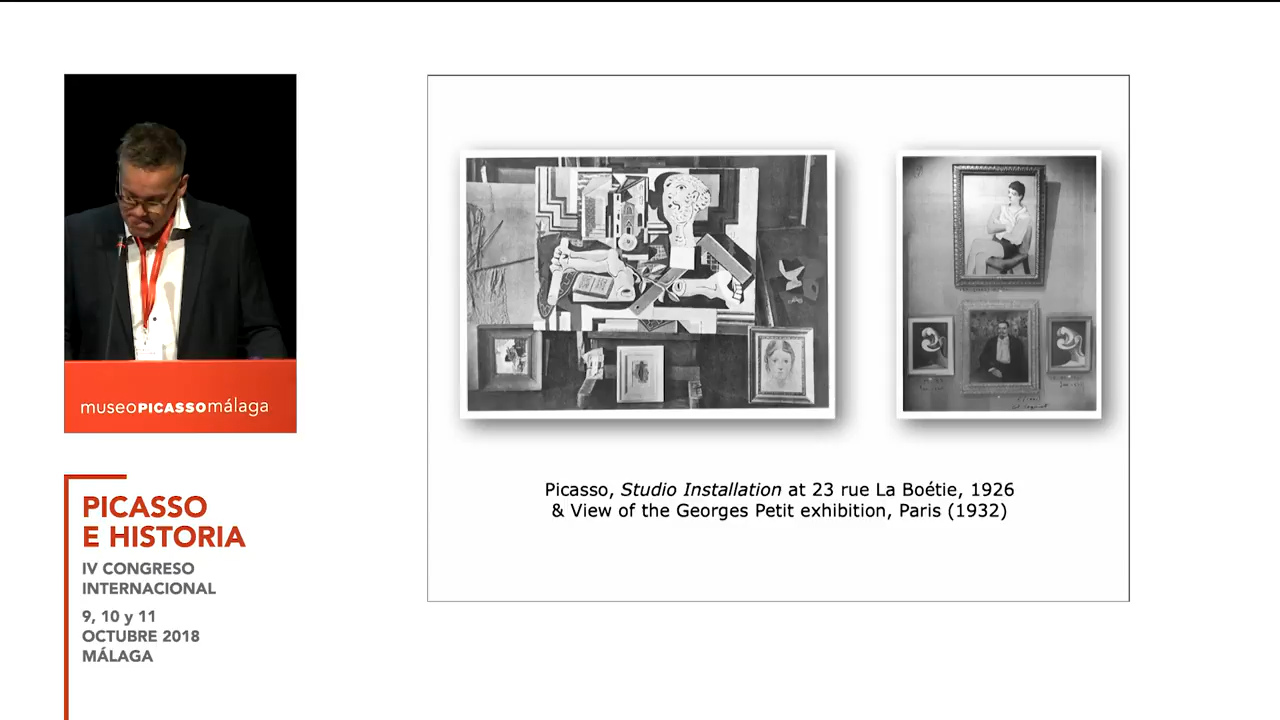 museoPICASSOmálaga
PICASSO
E HISTORIA
IV CONGRESO
INTERNACIONAL
9, 10 y 11
OCTUBRE 2018
MÁLAGA
Picasso, Studio Installation at 23 rue La Boétie, 1926
& View of the Georges Petit exhibition, Paris (1932)